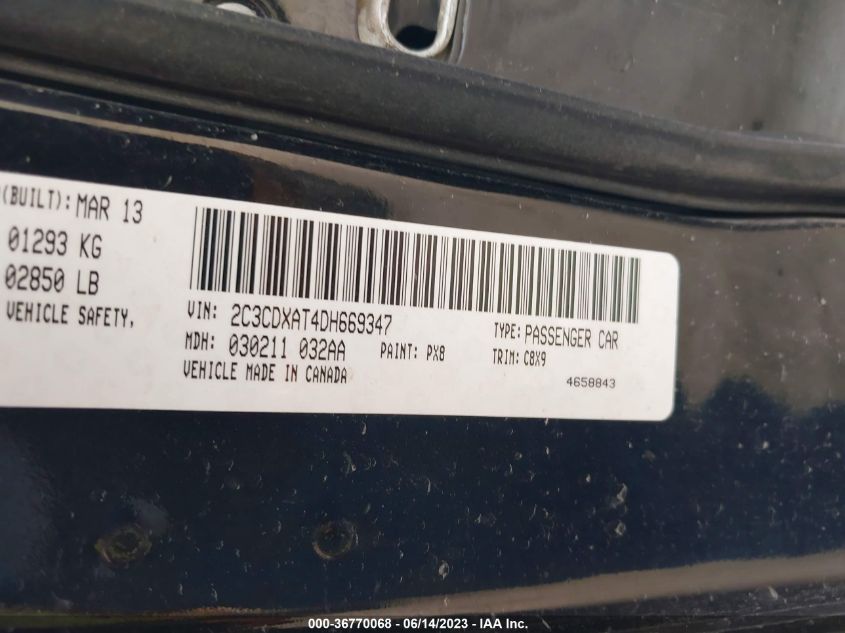 (BUILT): MAR 13
01293 KG
02850 LB
VEHICLE SAFETY,
VIN: 2C3CDXAT4DH669347
TYPE: PASSENGER CAR
MDH: 030211 032AA
PAINT: PX8
TRIM: C8X9
VEHICLE MADE IN CANADA
4658843
000-36770068 - 06/14/2023 - IAA Inc.